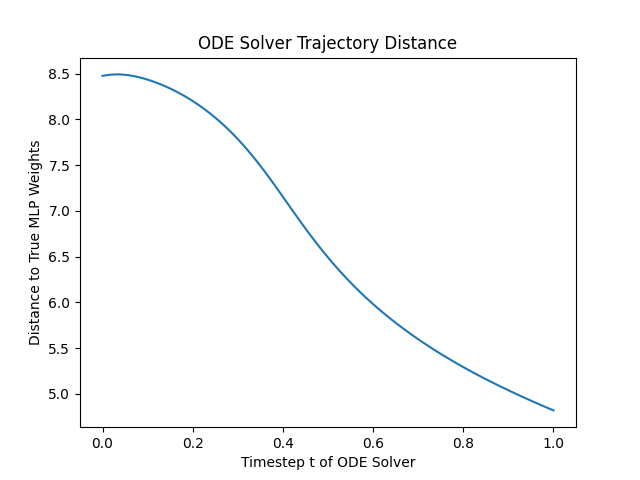 ODE Solver Trajectory Distance
Distance to True MLP Weights
8.5
8.0
7.5
7.0
6.5
6.0
5.5
5.0
0.0 0.2 0.4 0.6 0.8 1.0
Timestep t of ODE Solver